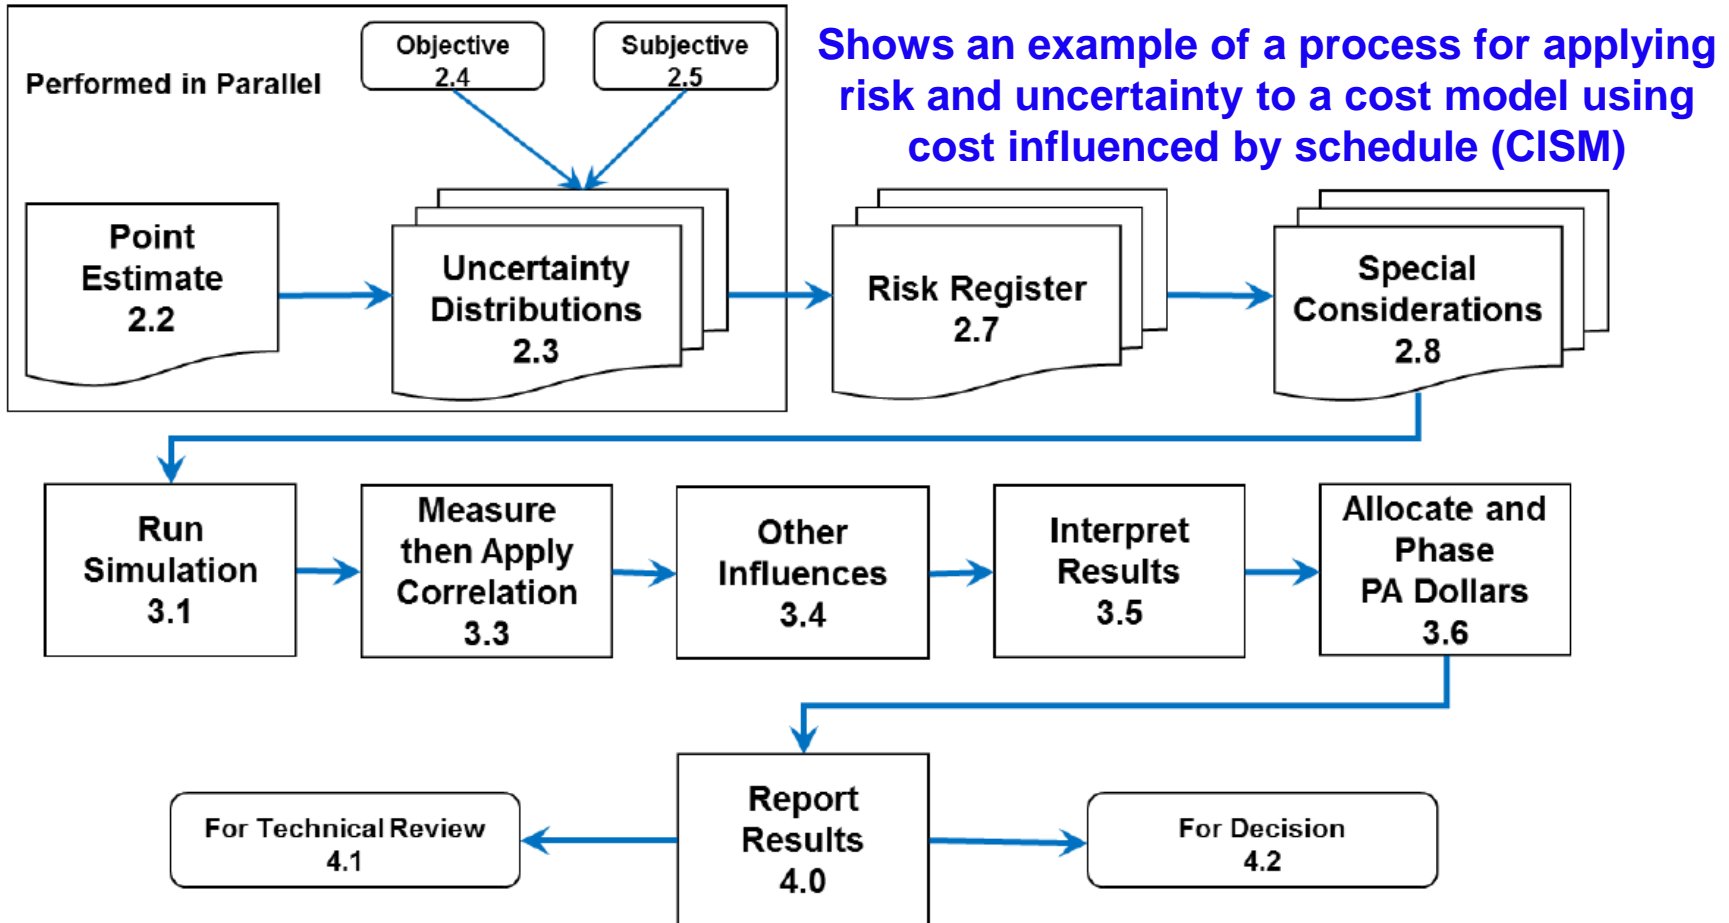 Performed in Parallel
Objective
2.4
Subjective
2.5
Shows an example of a process for applying
risk and uncertainty to a cost model using
cost influenced by schedule (CISM)
Point
Estimate
2.2
Uncertainty
Distributions
2.3
Risk Register
2.7
Special
Considerations
2.8
Run
Simulation
3.1
Measure
then Apply
Correlation
3.3
Other
Influences
3.4
Interpret
Results
3.5
Allocate and
Phase
PA Dollars
3.6
For Technical Review
4.1
Report
Results
4.0
For Decision
4.2